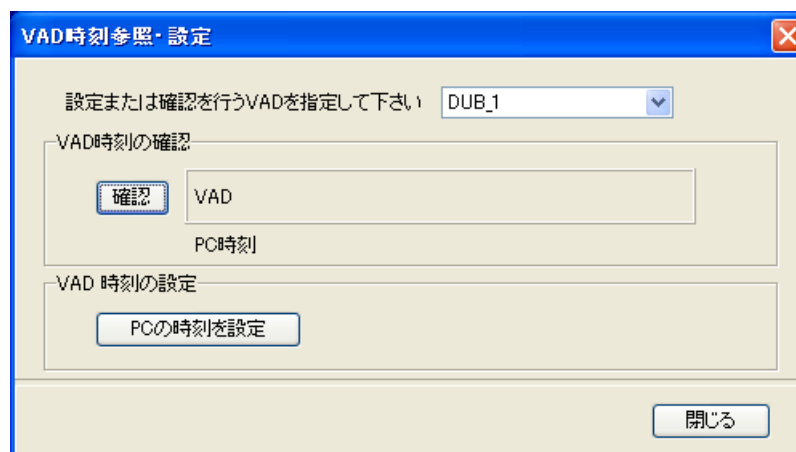 VAD時刻参照・設定
設定または確認を行うVADを指定して下さい DUB_1
VAD時刻の確認
確認 VAD
PC時刻
VAD 時刻の設定
PCの時刻を設定
閉じる